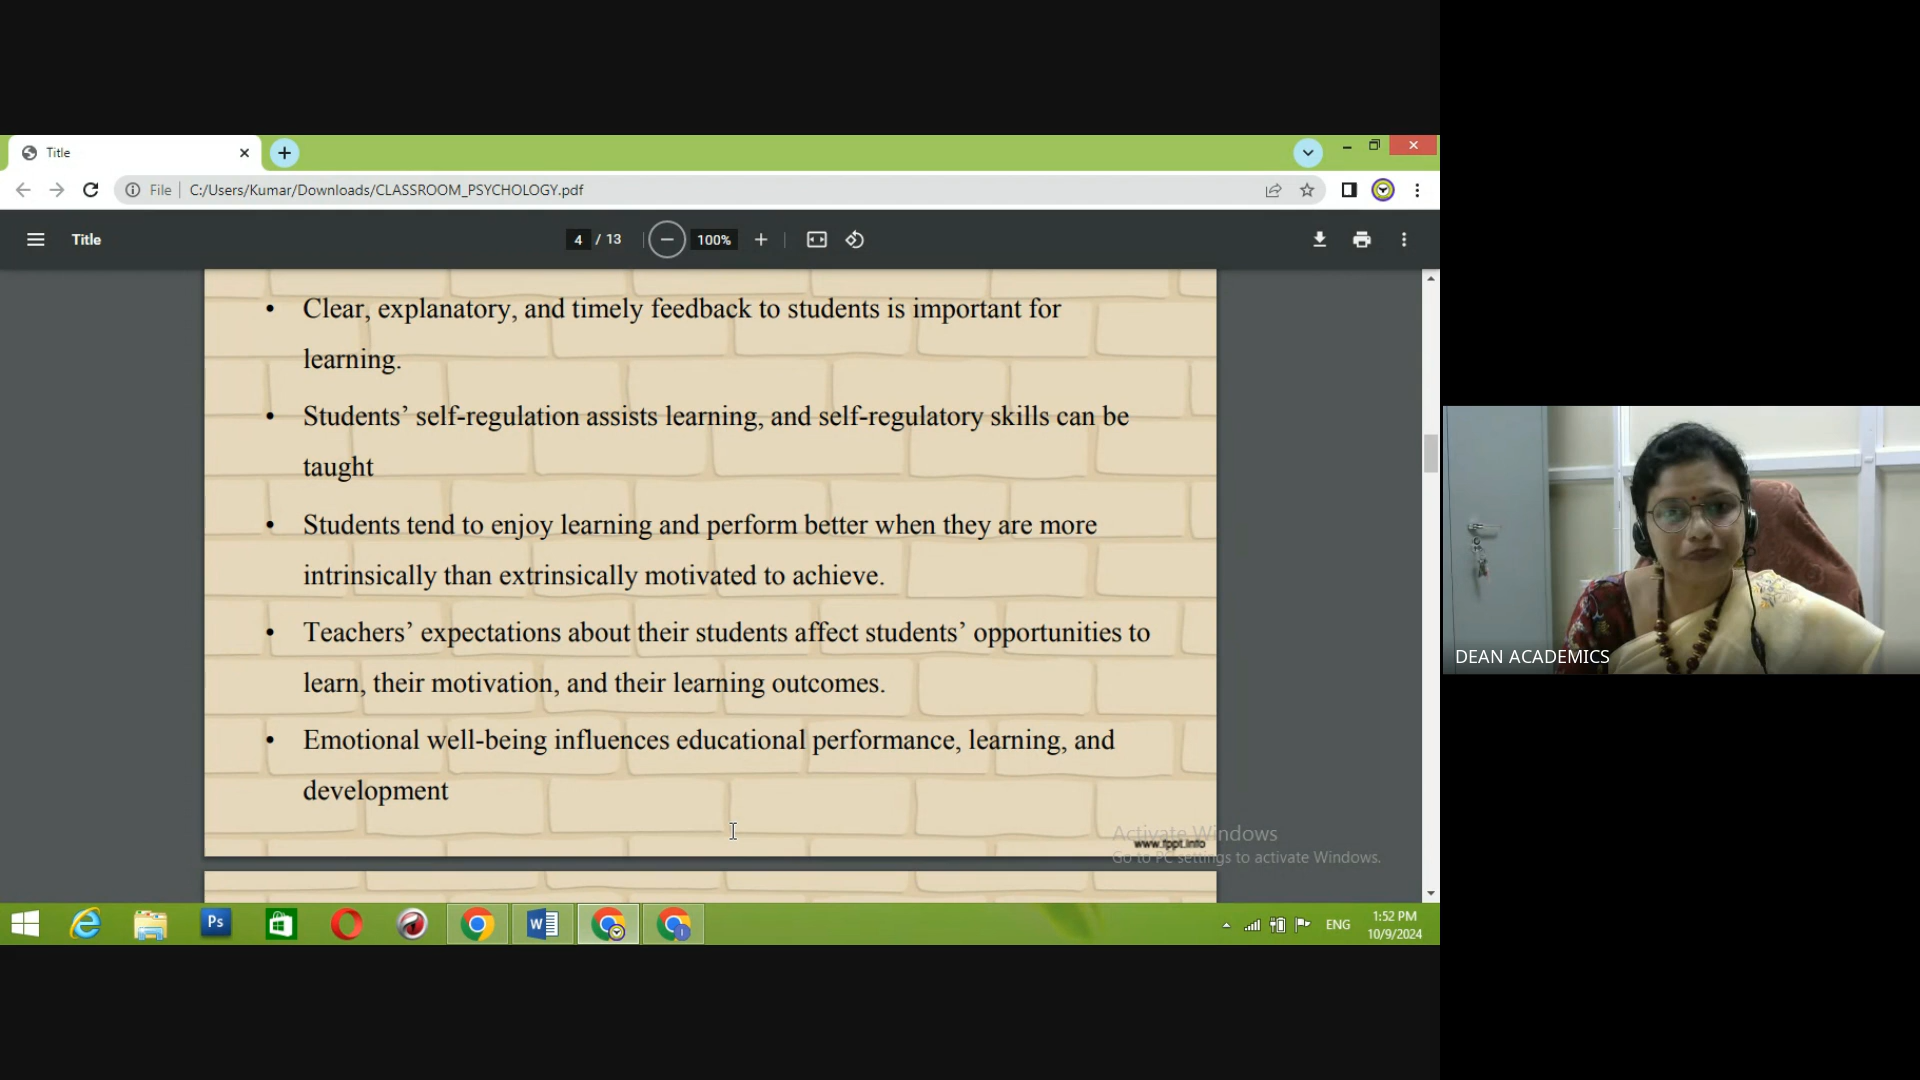 Title
File
C:/Users/Kumar/Downloads/CLASSROOM_PSYCHOLOGY.pdf
Title
4 / 13
100%
• Clear, explanatory, and timely feedback to students is important for
learning.
• Students’ self-regulation assists learning, and self-regulatory skills can be
taught
• Students tend to enjoy learning and perform better when they are more
intrinsically than extrinsically motivated to achieve.
• Teachers’ expectations about their students affect students’ opportunities to
learn, their motivation, and their learning outcomes.
• Emotional well-being influences educational performance, learning, and
development
Activate Windows
www.fppt.info
Go to PC settings to activate Windows.
DEAN ACADEMICS
Ps
W
ENG
1:52 PM
10/9/2024